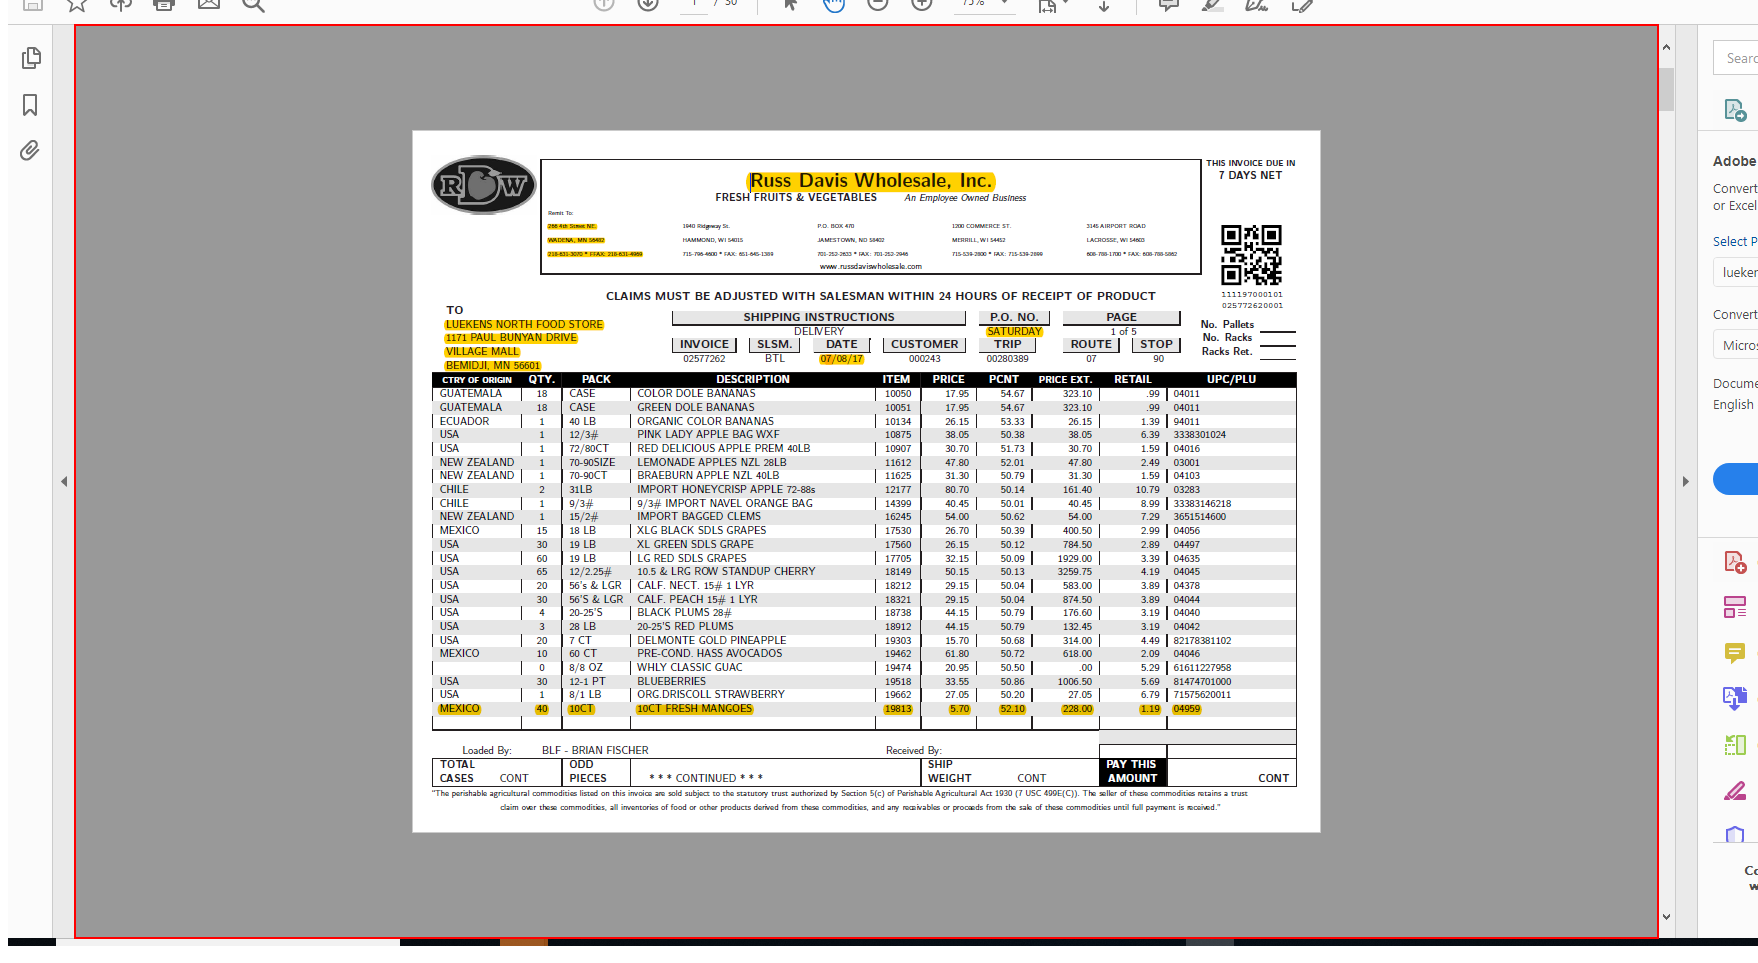 1 / 30
75%
Searc
Adobe
Convert
or Excel
Select P
lueker
Convert
Micros
Docume
English
RDW
Russ Davis Wholesale, Inc.
FRESH FRUITS & VEGETABLES An Employee Owned Business
THIS INVOICE DUE IN
7 DAYS NET
Remit To:
266 4th Street NE. 1940 Ridgeway St. P.O. BOX 470 1200 COMMERCE ST. 3145 AIRPORT ROAD
WADENA, MN 56482 HAMMOND, WI 54015 JAMESTOWN, ND 58402 MERRILL, WI 54452 LACROSSE, WI 54603
218-631-3070 * FFAX: 218-631-4969 715-796-4600 * FAX: 651-645-1389 701-252-2633 * FAX: 701-252-2946 715-539-2800 * FAX: 715-539-2899 608-788-1700 * FAX: 608-788-5862
www.russdaviswholesale.com
111197000101
025772620001
CLAIMS MUST BE ADJUSTED WITH SALESMAN WITHIN 24 HOURS OF RECEIPT OF PRODUCT
TO
LUEKENS NORTH FOOD STORE
1171 PAUL BUNYAN DRIVE
VILLAGE MALL
BEMIDJI, MN 56601
SHIPPING INSTRUCTIONS P.O. NO. PAGE
DELIVERY SATURDAY 1 of 5
INVOICE SLSM. DATE CUSTOMER TRIP ROUTE STOP
02577262 BTL 07/08/17 000243 00280389 07 90
No. Pallets
No. Racks
Racks Ret.
CTRY OF ORIGIN QTY. PACK DESCRIPTION ITEM PRICE PCNT PRICE EXT. RETAIL UPC/PLU
GUATEMALA 18 CASE COLOR DOLE BANANAS 10050 17.95 54.67 323.10 .99 04011
GUATEMALA 18 CASE GREEN DOLE BANANAS 10051 17.95 54.67 323.10 .99 04011
ECUADOR 1 40 LB ORGANIC COLOR BANANAS 10134 26.15 53.33 26.15 1.39 94011
USA 1 12/3# PINK LADY APPLE BAG WXF 10875 38.05 50.38 38.05 6.39 3338301024
USA 1 72/80CT RED DELICIOUS APPLE PREM 40LB 10907 30.70 51.73 30.70 1.59 04016
NEW ZEALAND 1 70-90SIZE LEMONADE APPLES NZL 28LB 11612 47.80 52.01 47.80 2.49 03001
NEW ZEALAND 1 70-90CT BRAEBURN APPLE NZL 40LB 11625 31.30 50.79 31.30 1.59 04103
CHILE 2 31LB IMPORT HONEYCRISP APPLE 72-88s 12177 80.70 50.14 161.40 10.79 03283
CHILE 1 9/3# 9/3# IMPORT NAVEL ORANGE BAG 14399 40.45 50.01 40.45 8.99 33383146218
NEW ZEALAND 1 15/2# IMPORT BAGGED CLEMS 16245 54.00 50.62 54.00 7.29 3651514600
MEXICO 15 18 LB XLG BLACK SDLS GRAPES 17530 26.70 50.39 400.50 2.99 04056
USA 30 19 LB XL GREEN SDLS GRAPE 17560 26.15 50.12 784.50 2.89 04497
USA 60 19 LB LG RED SDLS GRAPES 17705 32.15 50.09 1929.00 3.39 04635
USA 65 12/2.25# 10.5 & LRG ROW STANDUP CHERRY 18149 50.15 50.13 3259.75 4.19 04045
USA 20 56's & LGR CALF. NECT. 15# 1 LYR 18212 29.15 50.04 583.00 3.89 04378
USA 30 56'S & LGR CALF. PEACH 15# 1 LYR 18321 29.15 50.04 874.50 3.89 04044
USA 4 20-25'S BLACK PLUMS 28# 18738 44.15 50.79 176.60 3.19 04040
USA 3 28 LB 20-25'S RED PLUMS 18912 44.15 50.79 132.45 3.19 04042
USA 20 7 CT DELMONTE GOLD PINEAPPLE 19303 15.70 50.68 314.00 4.49 82178381102
MEXICO 10 60 CT PRE-COND. HASS AVOCADOS 19462 61.80 50.72 618.00 2.09 04046
0 8/8 OZ WHLY CLASSIC GUAC 19474 20.95 50.50 .00 5.29 61611227958
USA 30 12-1 PT BLUEBERRIES 19518 33.55 50.86 1006.50 5.69 81474701000
USA 1 8/1 LB ORG.DRISCOLL STRAWBERRY 19662 27.05 50.20 27.05 6.79 71575620011
MEXICO 40 10CT 10CT FRESH MANGOES 19813 5.70 52.10 228.00 1.19 04959
Loaded By: BLF - BRIAN FISCHER Received By:
TOTAL CASES CONT ODD PIECES * * * CONTINUED * * * SHIP WEIGHT CONT PAY THIS AMOUNT CONT
"The perishable agricultural commodities listed on this invoice are sold subject to the statutory trust authorized by Section 5(c) of Perishable Agricultural Act 1930 (7 USC 499E(C)). The seller of these commodities retains a trust
claim over these commodities, all inventories of food or other products derived from these commodities, and any receivables or proceeds from the sale of these commodities until full payment is received."